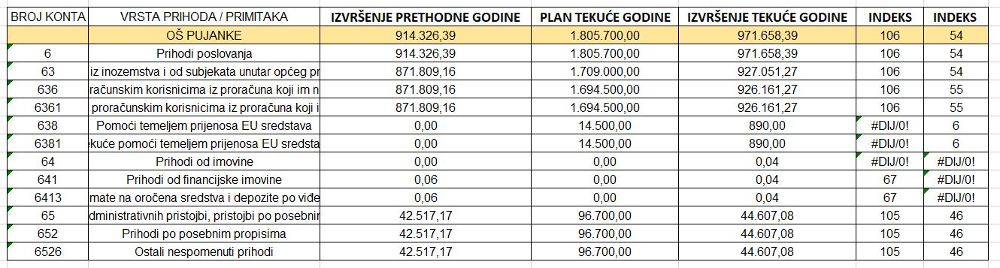 BROJ KONTA VRSTA PRIHODA / PRIMITAKA IZVRŠENJE PRETHODNE GODINE PLAN TEKUĆE GODINE IZVRŠENJE TEKUĆE GODINE INDEKS INDEKS
OŠ PUJANKE 914.326,39 1.805.700,00 971.658,39 106 54
6 Prihodi poslovanja 914.326,39 1.805.700,00 971.658,39 106 54
63 iz inozemstva i od subjekata unutar općeg pr 871.809,16 1.709.000,00 927.051,27 106 54
636 oračunskim korisnicima iz proračuna koji im n 871.809,16 1.694.500,00 926.161,27 106 55
6361 proračunskim korisnicima iz proračuna koji i 871.809,16 1.694.500,00 926.161,27 106 55
638 Pomoći temeljem prijenosa EU sredstava 0,00 14.500,00 890,00 #DIJ/0! 6
6381 ekuće pomoći temeljem prijenosa EU sredsta 0,00 14.500,00 890,00 #DIJ/0! 6
64 Prihodi od imovine 0,00 0,00 0,04 #DIJ/0! #DIJ/0!
641 Prihodi od financijske imovine 0,06 0,00 0,04 67 #DIJ/0!
6413 mate na oročena sredstva i depozite po viđe 0,06 0,00 0,04 67 #DIJ/0!
65 dministrativnih pristojbi, pristojbi po posebnim 42.517,17 96.700,00 44.607,08 105 46
652 Prihodi po posebnim propisima 42.517,17 96.700,00 44.607,08 105 46
6526 Ostali nespomenuti prihodi 42.517,17 96.700,00 44.607,08 105 46